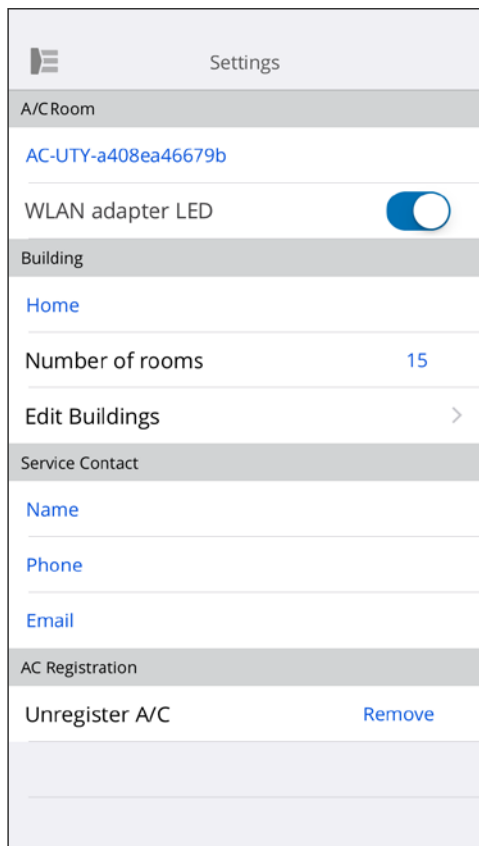 Settings
A/C Room
AC-UTY-a408ea46679b
WLAN adapter LED
Building
Home
Number of rooms 15
Edit Buildings
Service Contact
Name
Phone
Email
AC Registration
Unregister A/C Remove